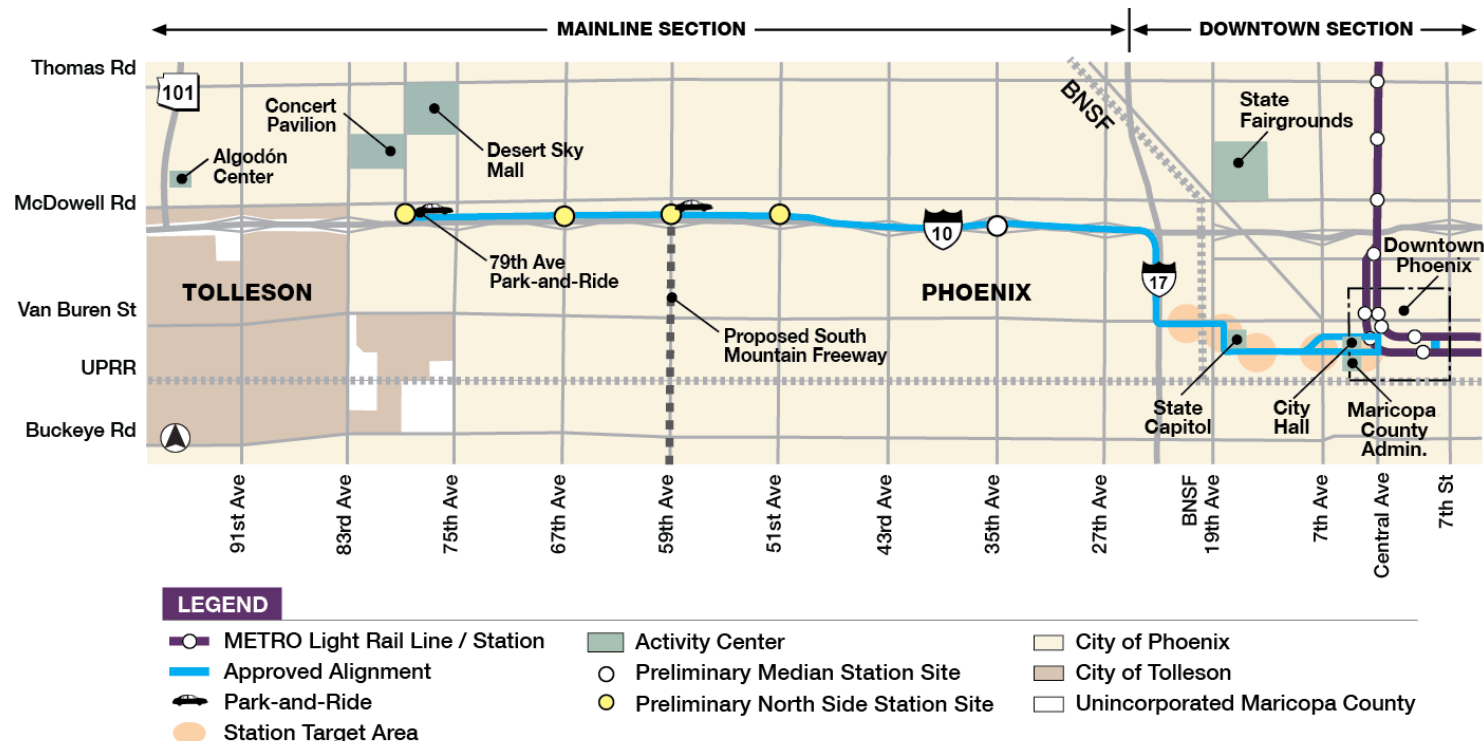 MAINLINE SECTION
DOWNTOWN SECTION
Thomas Rd
McDowell Rd
Van Buren St
UPRR
Buckeye Rd
101
Concert
Pavilion
Algodón
Center
Desert Sky
Mall
BNSF
State
Fairgrounds
79th Ave
Park-and-Ride
10
17
Downtown
Phoenix
TOLLESON
PHOENIX
Proposed South
Mountain Freeway
State
Capitol
City
Hall
Maricopa
County
Admin.
91st Ave
83rd Ave
75th Ave
67th Ave
59th Ave
51st Ave
43rd Ave
35th Ave
27th Ave
BNSF
19th Ave
7th Ave
Central Ave
7th St
LEGEND
METRO Light Rail Line / Station
Approved Alignment
Park-and-Ride
Station Target Area
Activity Center
Preliminary Median Station Site
Preliminary North Side Station Site
City of Phoenix
City of Tolleson
Unincorporated Maricopa County